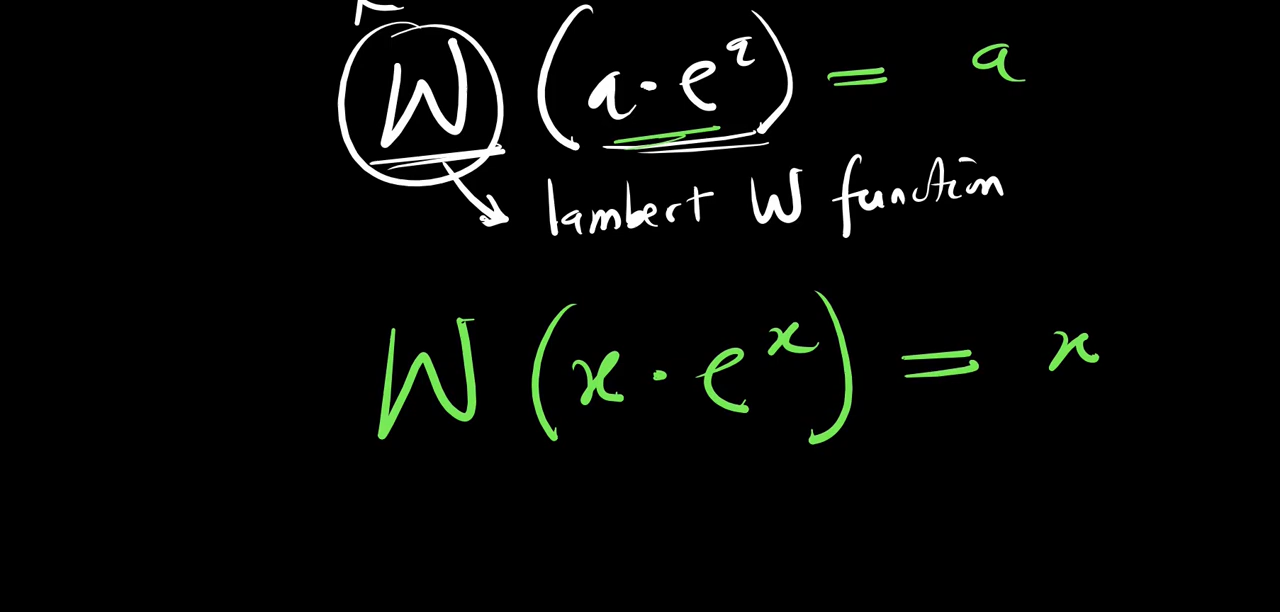 W (a · e^a) = a
lambert W function
W (x · e^x) = x